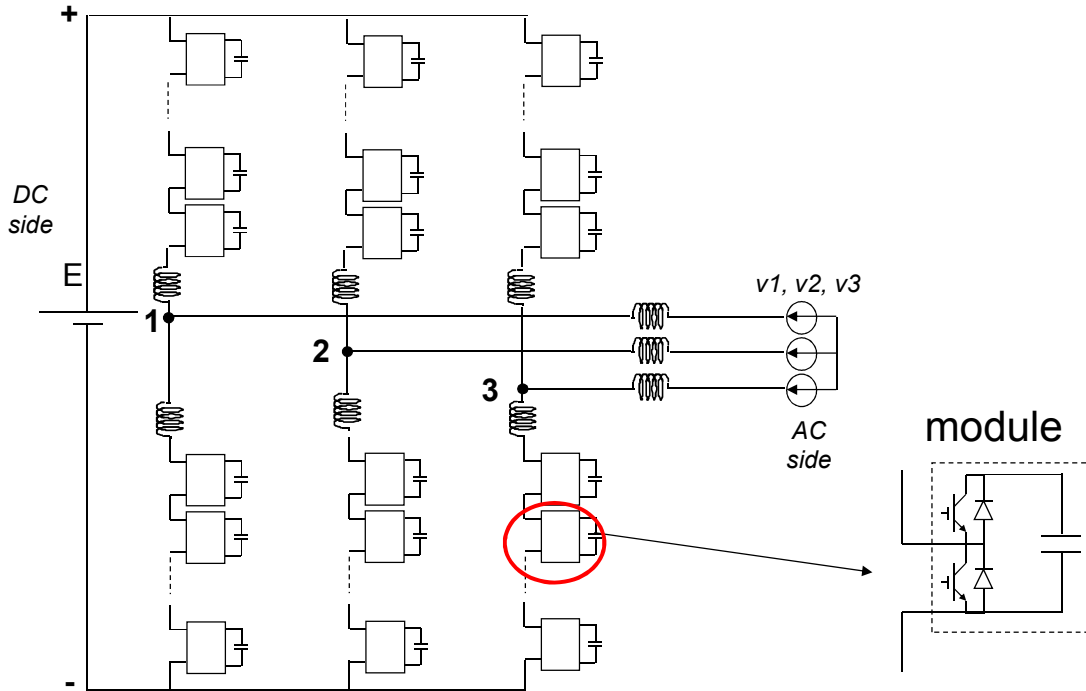 +
DC
side
E
1
2
3
v1, v2, v3
AC
side
module
-